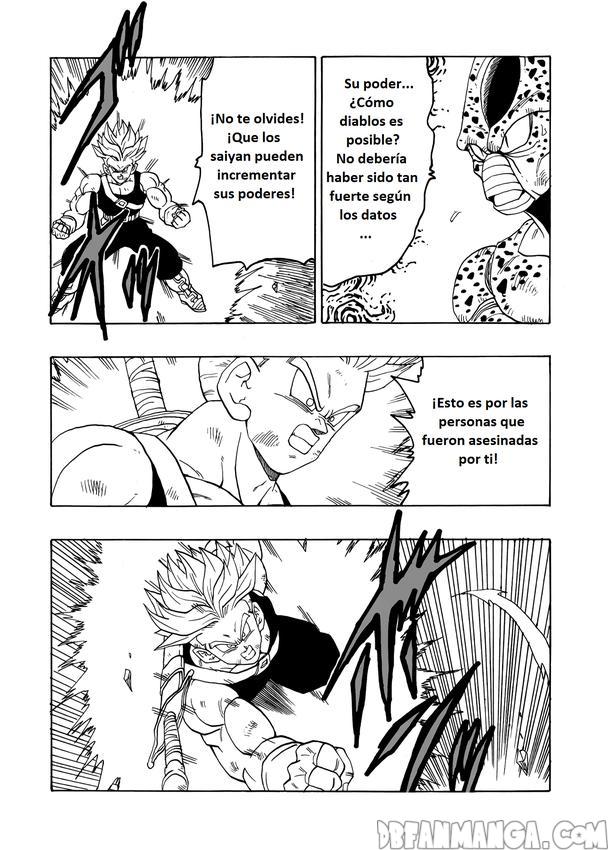 Su poder...
¿Cómo
diablos es
posible?
No debería
haber sido tan
fuerte según
los datos
...
¡No te olvides!
¡Que los
saiyan pueden
incrementar
sus poderes!
¡Esto es por las
personas que
fueron asesinadas
por ti!
DBFANMANGA.COM